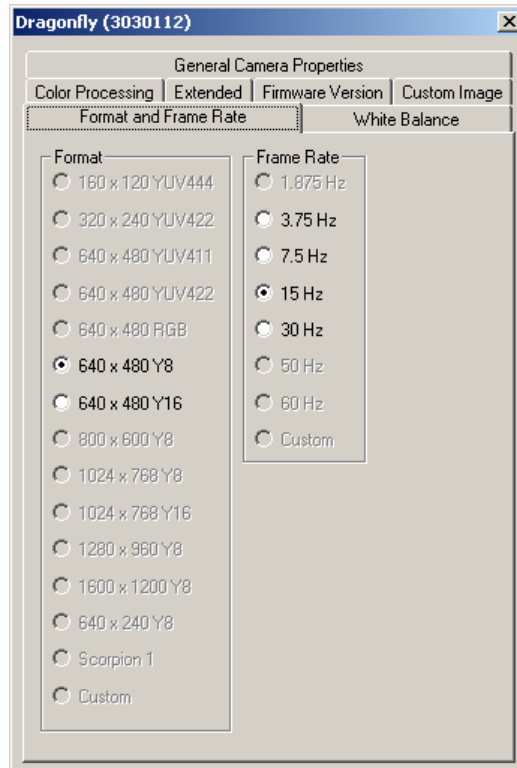 Dragonfly (3030112)
General Camera Properties
Color Processing Extended Firmware Version Custom Image
Format and Frame Rate White Balance
Format
160 x 120 YUV444
320 x 240 YUV422
640 x 480 YUV411
640 x 480 YUV422
640 x 480 RGB
640 x 480 Y8
640 x 480 Y16
800 x 600 Y8
1024 x 768 Y8
1024 x 768 Y16
1280 x 960 Y8
1600 x 1200 Y8
640 x 240 Y8
Scorpion 1
Custom
Frame Rate
1.875 Hz
3.75 Hz
7.5 Hz
15 Hz
30 Hz
50 Hz
60 Hz
Custom